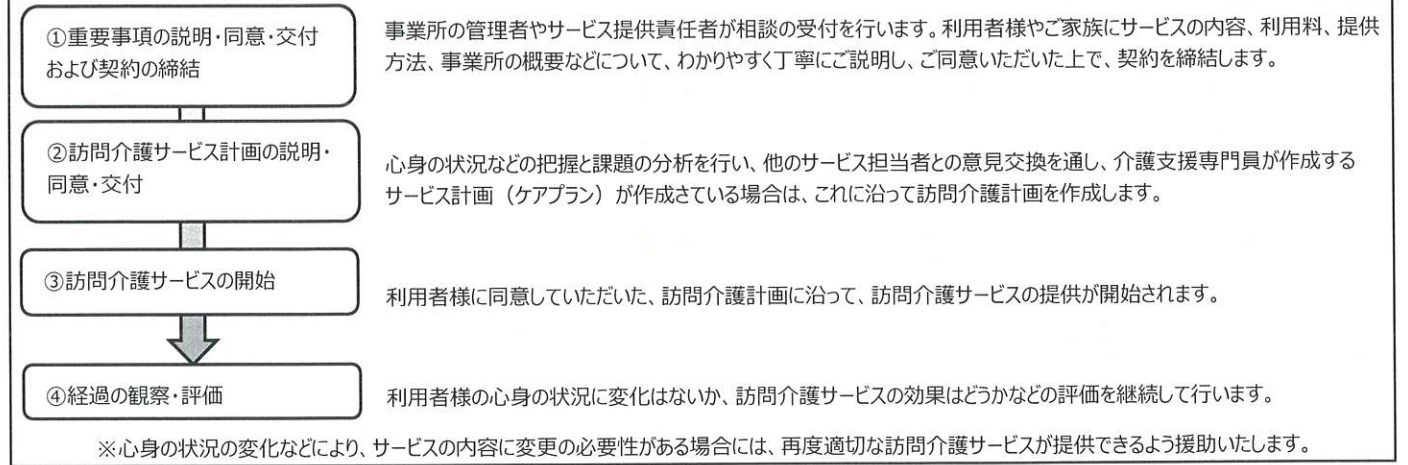 ①重要事項の説明・同意・交付
および契約の締結
事業所の管理者やサービス提供責任者が相談の受付を行います。利用者様やご家族にサービスの内容、利用料、提供
方法、事業所の概要などについて、わかりやすく丁寧にご説明し、ご同意いただいた上で、契約を締結します。
②訪問介護サービス計画の説明・
同意・交付
心身の状況などの把握と課題の分析を行い、他のサービス担当者との意見交換を通し、介護支援専門員が作成する
サービス計画（ケアプラン）が作成さている場合は、これに沿って訪問介護計画を作成します。
③訪問介護サービスの開始
利用者様に同意していただいた、訪問介護計画に沿って、訪問介護サービスの提供が開始されます。
④経過の観察・評価
利用者様の心身の状況に変化はないか、訪問介護サービスの効果はどうかなどの評価を継続して行います。
※心身の状況の変化などにより、サービスの内容に変更の必要性がある場合には、再度適切な訪問介護サービスが提供できるよう援助いたします。